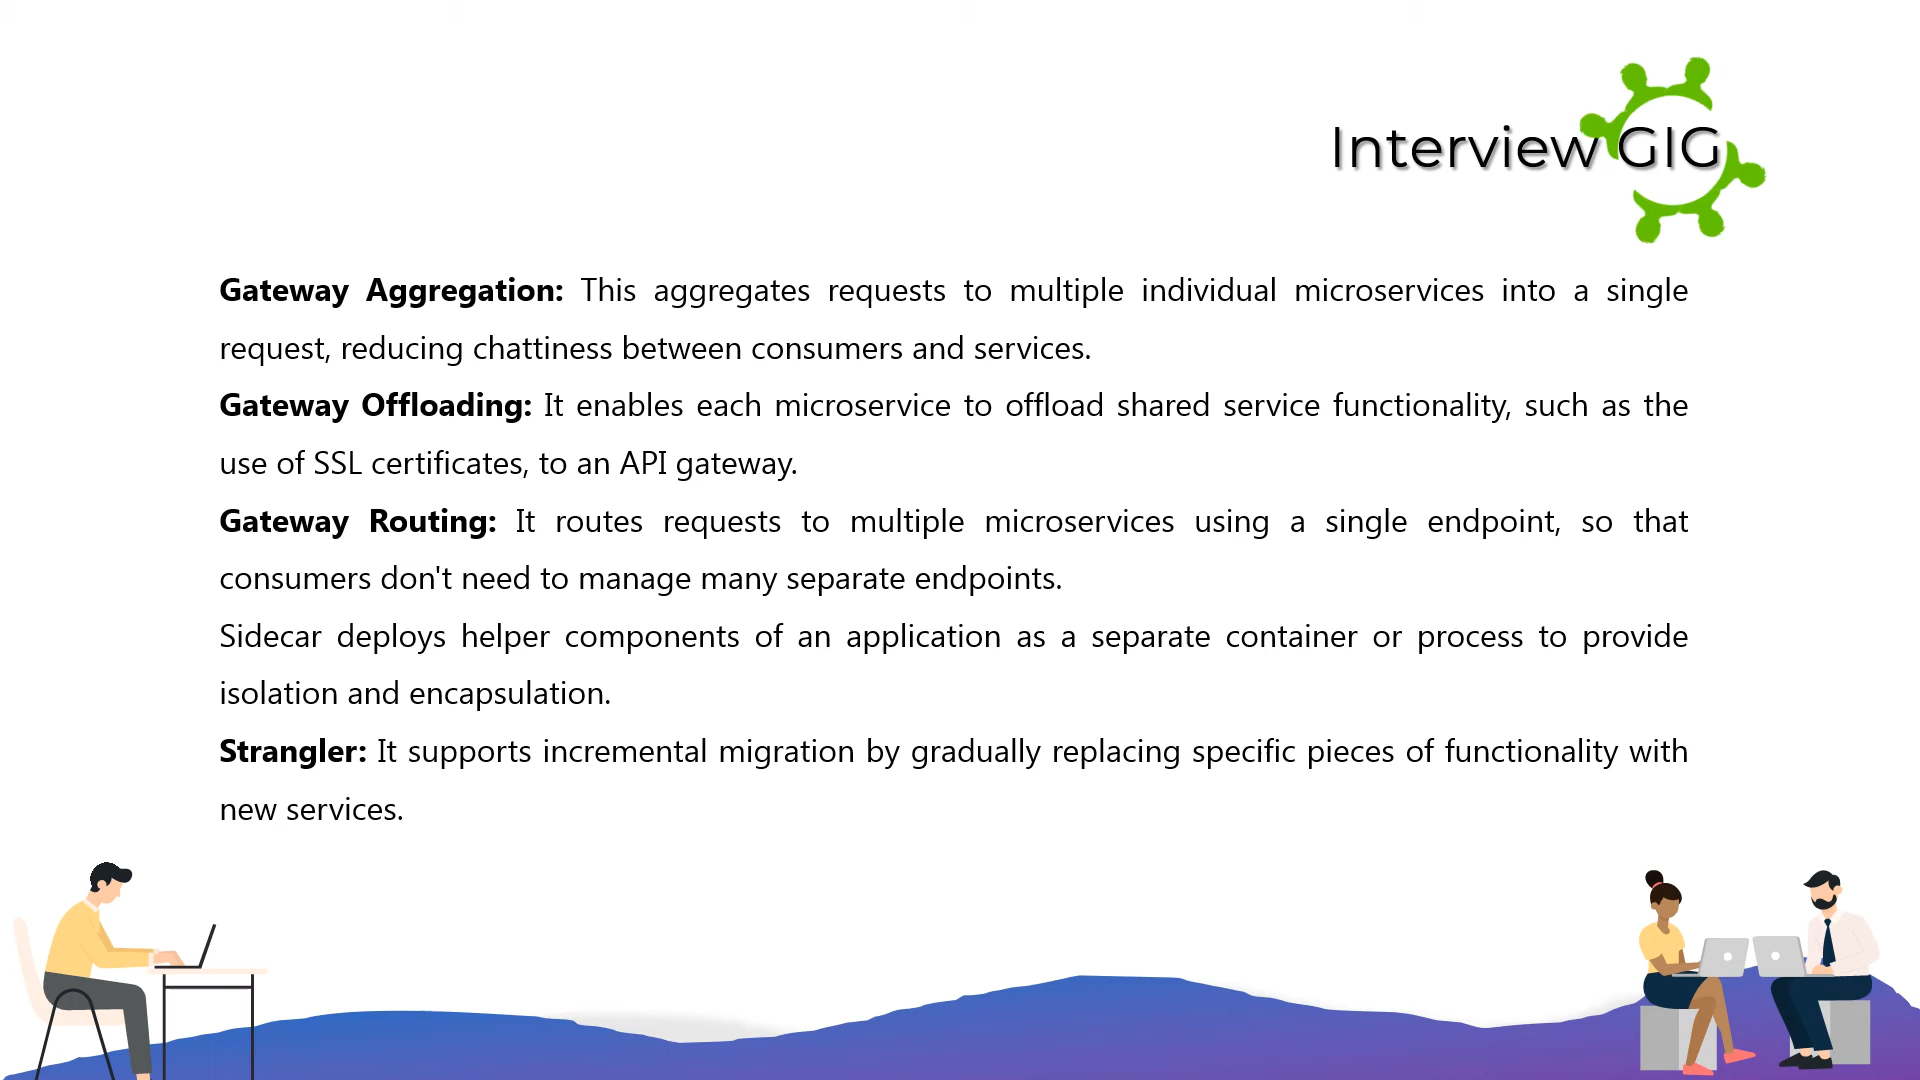 Interview GIG
Gateway Aggregation: This aggregates requests to multiple individual microservices into a single
request, reducing chattiness between consumers and services.
Gateway Offloading: It enables each microservice to offload shared service functionality, such as the
use of SSL certificates, to an API gateway.
Gateway Routing: It routes requests to multiple microservices using a single endpoint, so that
consumers don't need to manage many separate endpoints.
Sidecar deploys helper components of an application as a separate container or process to provide
isolation and encapsulation.
Strangler: It supports incremental migration by gradually replacing specific pieces of functionality with
new services.